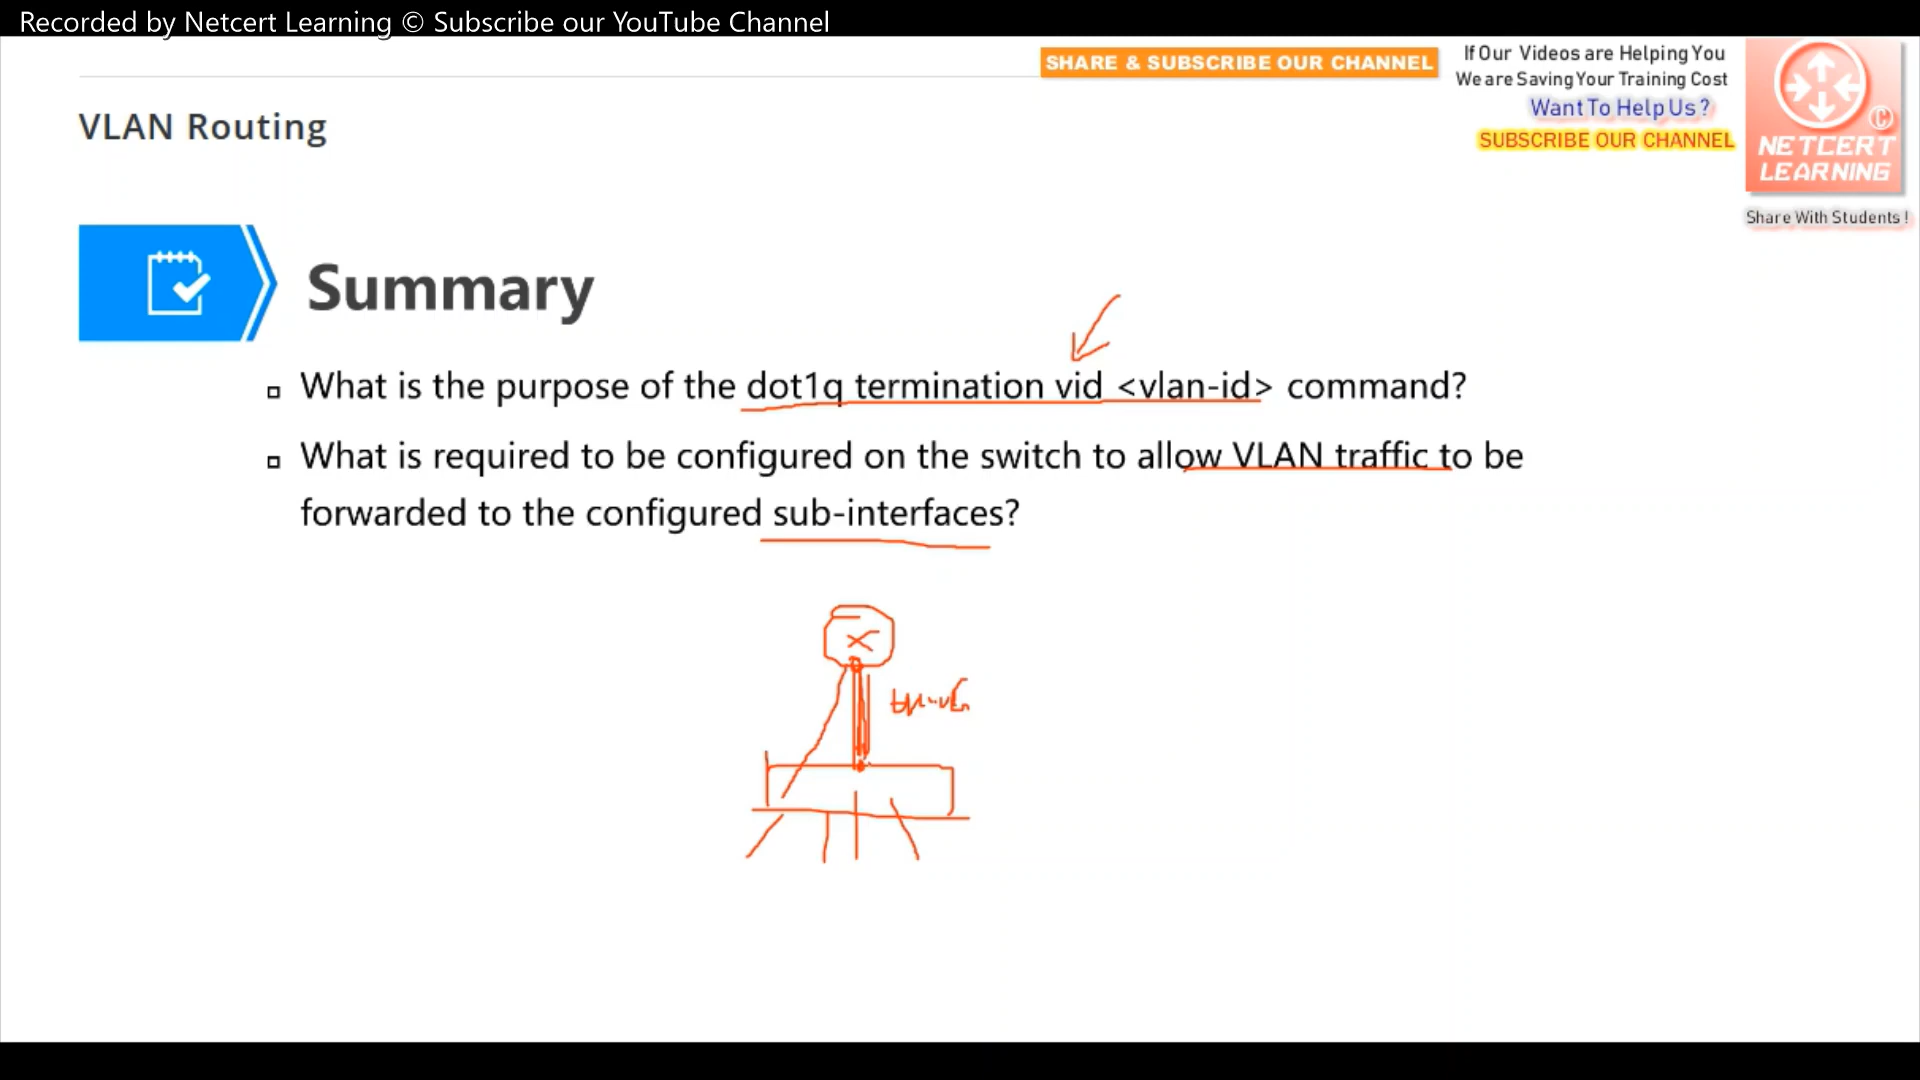 Recorded by Netcert Learning © Subscribe our YouTube Channel
SHARE & SUBSCRIBE OUR CHANNEL
If Our Videos are Helping You
We are Saving Your Training Cost
Want To Help Us ?
SUBSCRIBE OUR CHANNEL
©
NETCERT
LEARNING
Share With Students !
VLAN Routing
Summary
What is the purpose of the dot1q termination vid <vlan-id> command?
What is required to be configured on the switch to allow VLAN traffic to be
forwarded to the configured sub-interfaces?